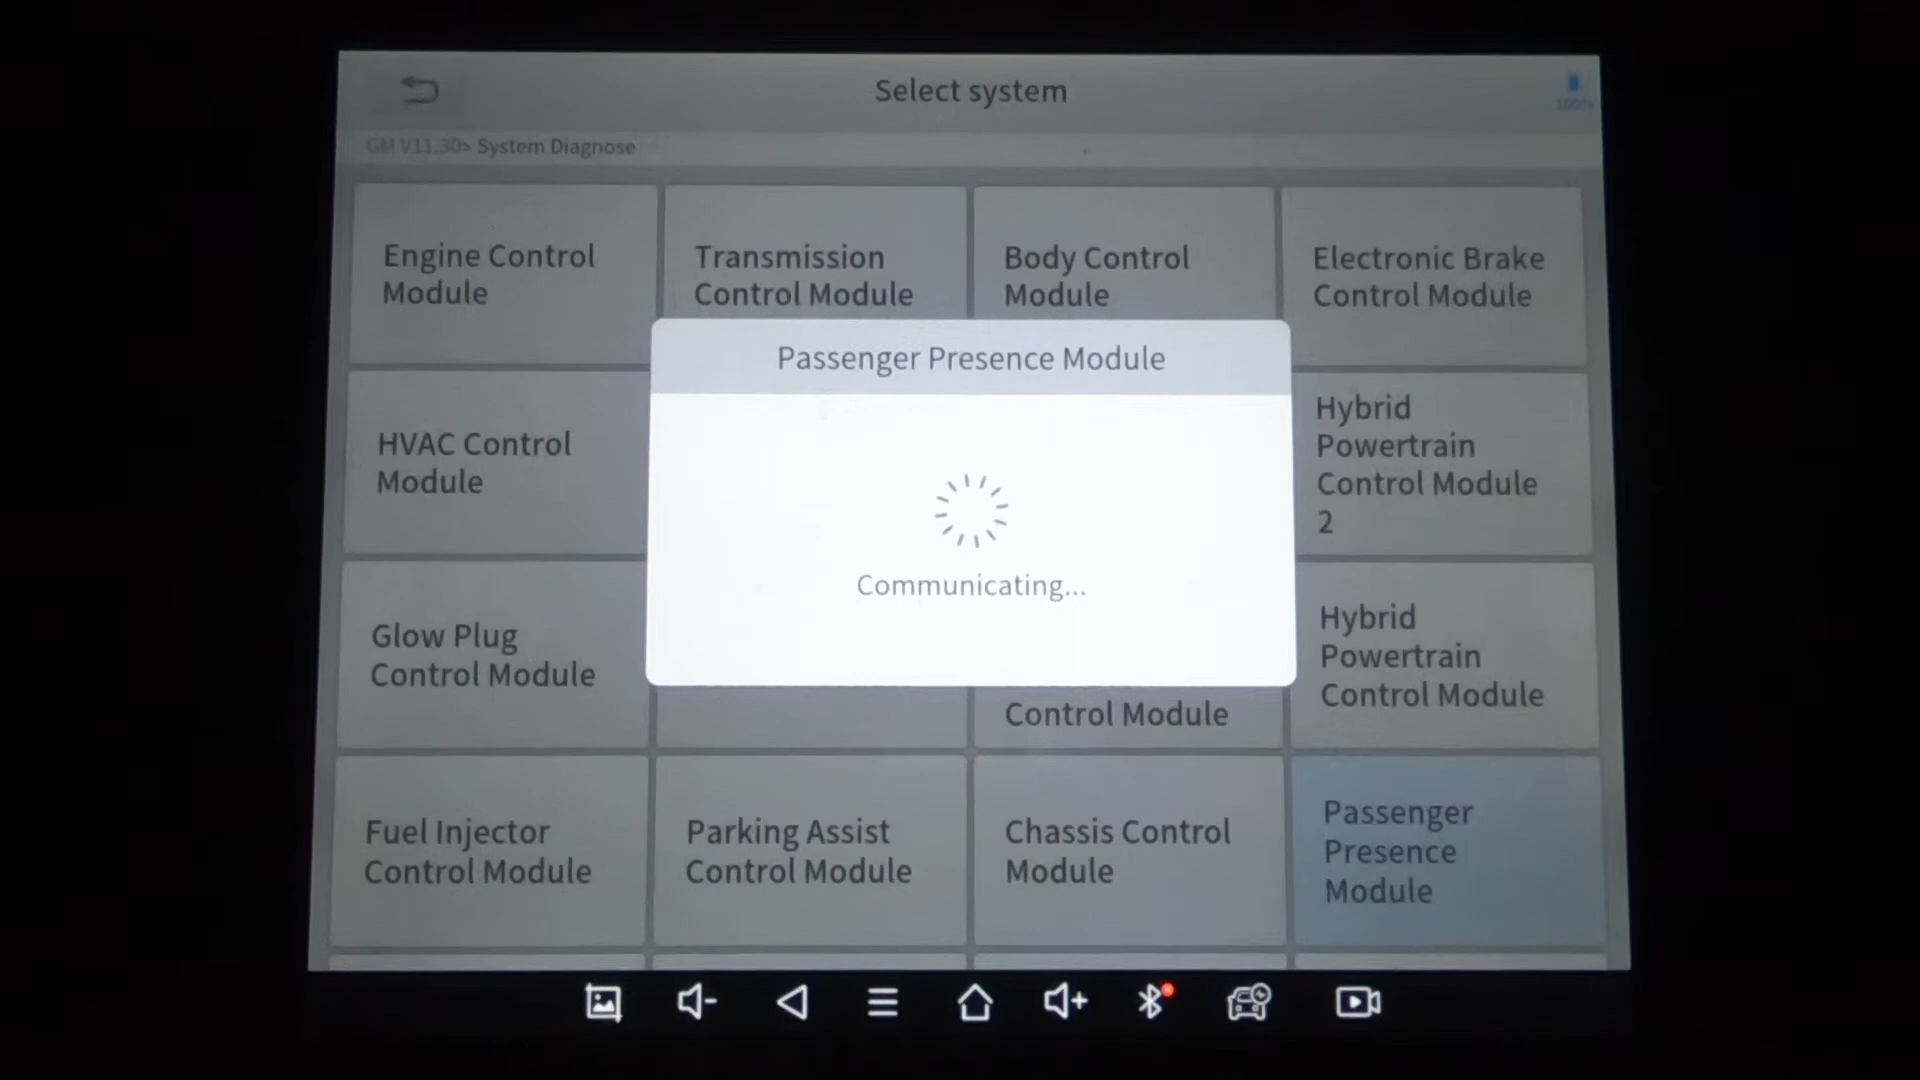 Select system
100%
GM V11.30> System Diagnose
Engine Control
Module
Transmission
Control Module
Body Control
Module
Electronic Brake
Control Module
Passenger Presence Module
Communicating...
HVAC Control
Module
Hybrid
Powertrain
Control Module
2
Glow Plug
Control Module
Control Module
Hybrid
Powertrain
Control Module
Fuel Injector
Control Module
Parking Assist
Control Module
Chassis Control
Module
Passenger
Presence
Module